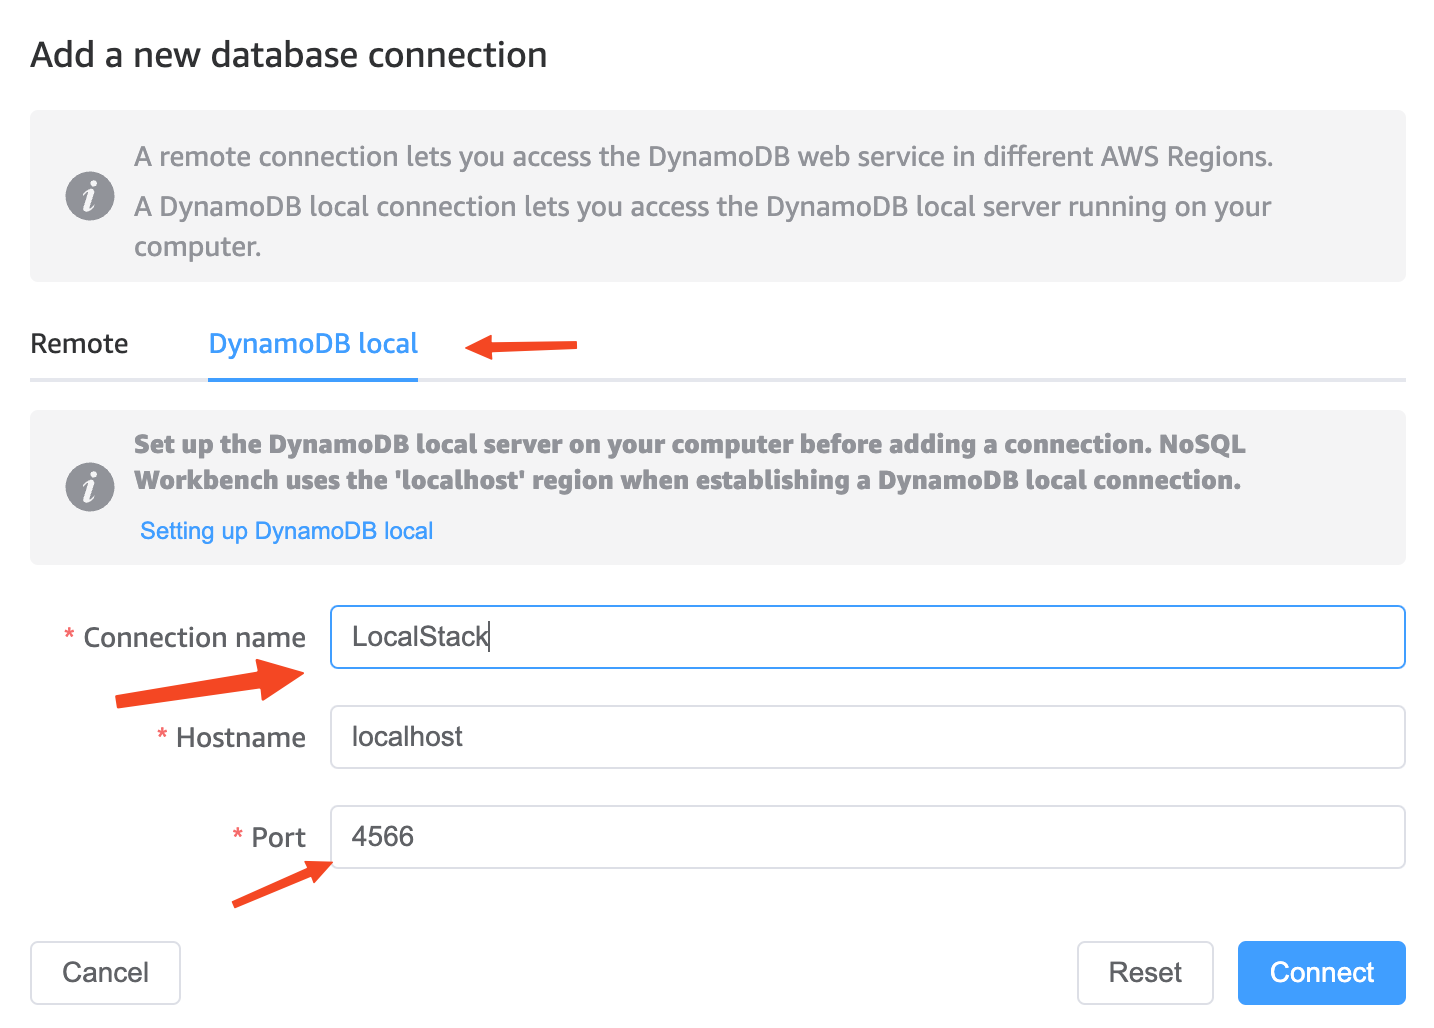 Add a new database connection
A remote connection lets you access the DynamoDB web service in different AWS Regions.
A DynamoDB local connection lets you access the DynamoDB local server running on your
computer.
Remote
DynamoDB local
Set up the DynamoDB local server on your computer before adding a connection. NoSQL
Workbench uses the 'localhost' region when establishing a DynamoDB local connection.
Setting up DynamoDB local
* Connection name
LocalStack
* Hostname
localhost
* Port
4566
Cancel
Reset
Connect